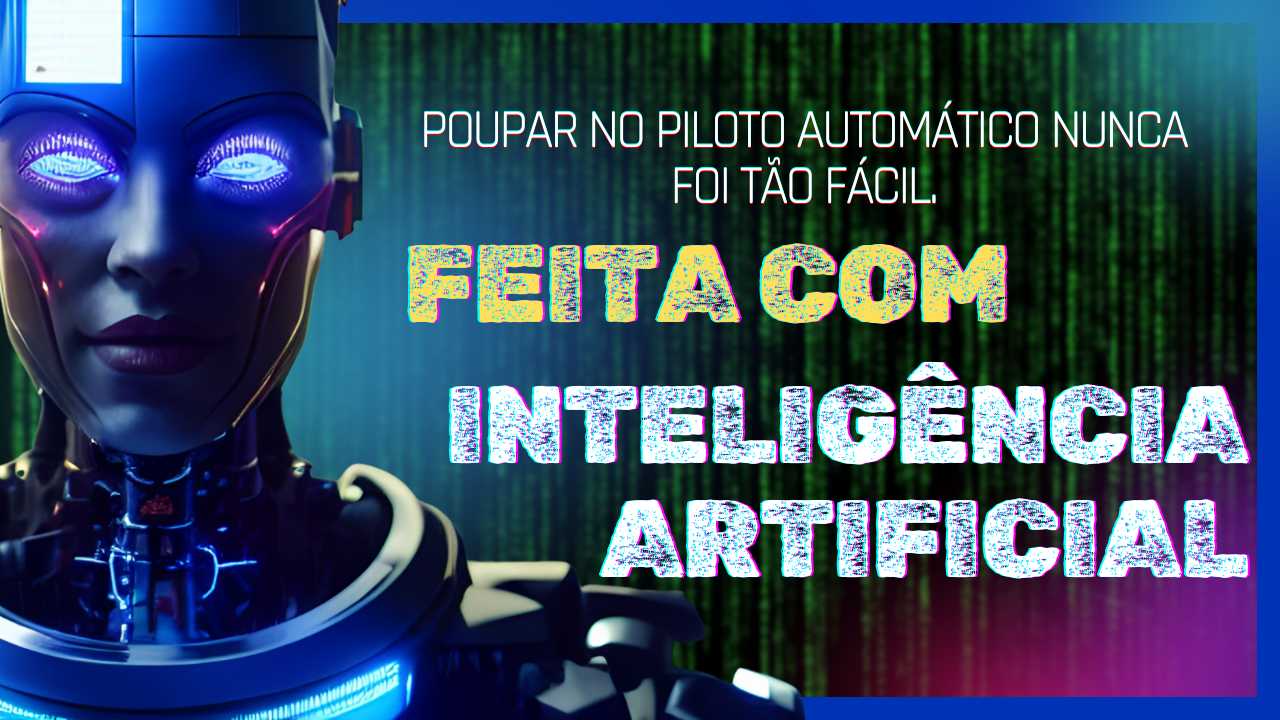 POUPAR NO PILOTO AUTOMÁTICO NUNCA
FOI TÃO FÁCIL.
FEITA COM
INTELIGÊNCIA
ARTIFICIAL